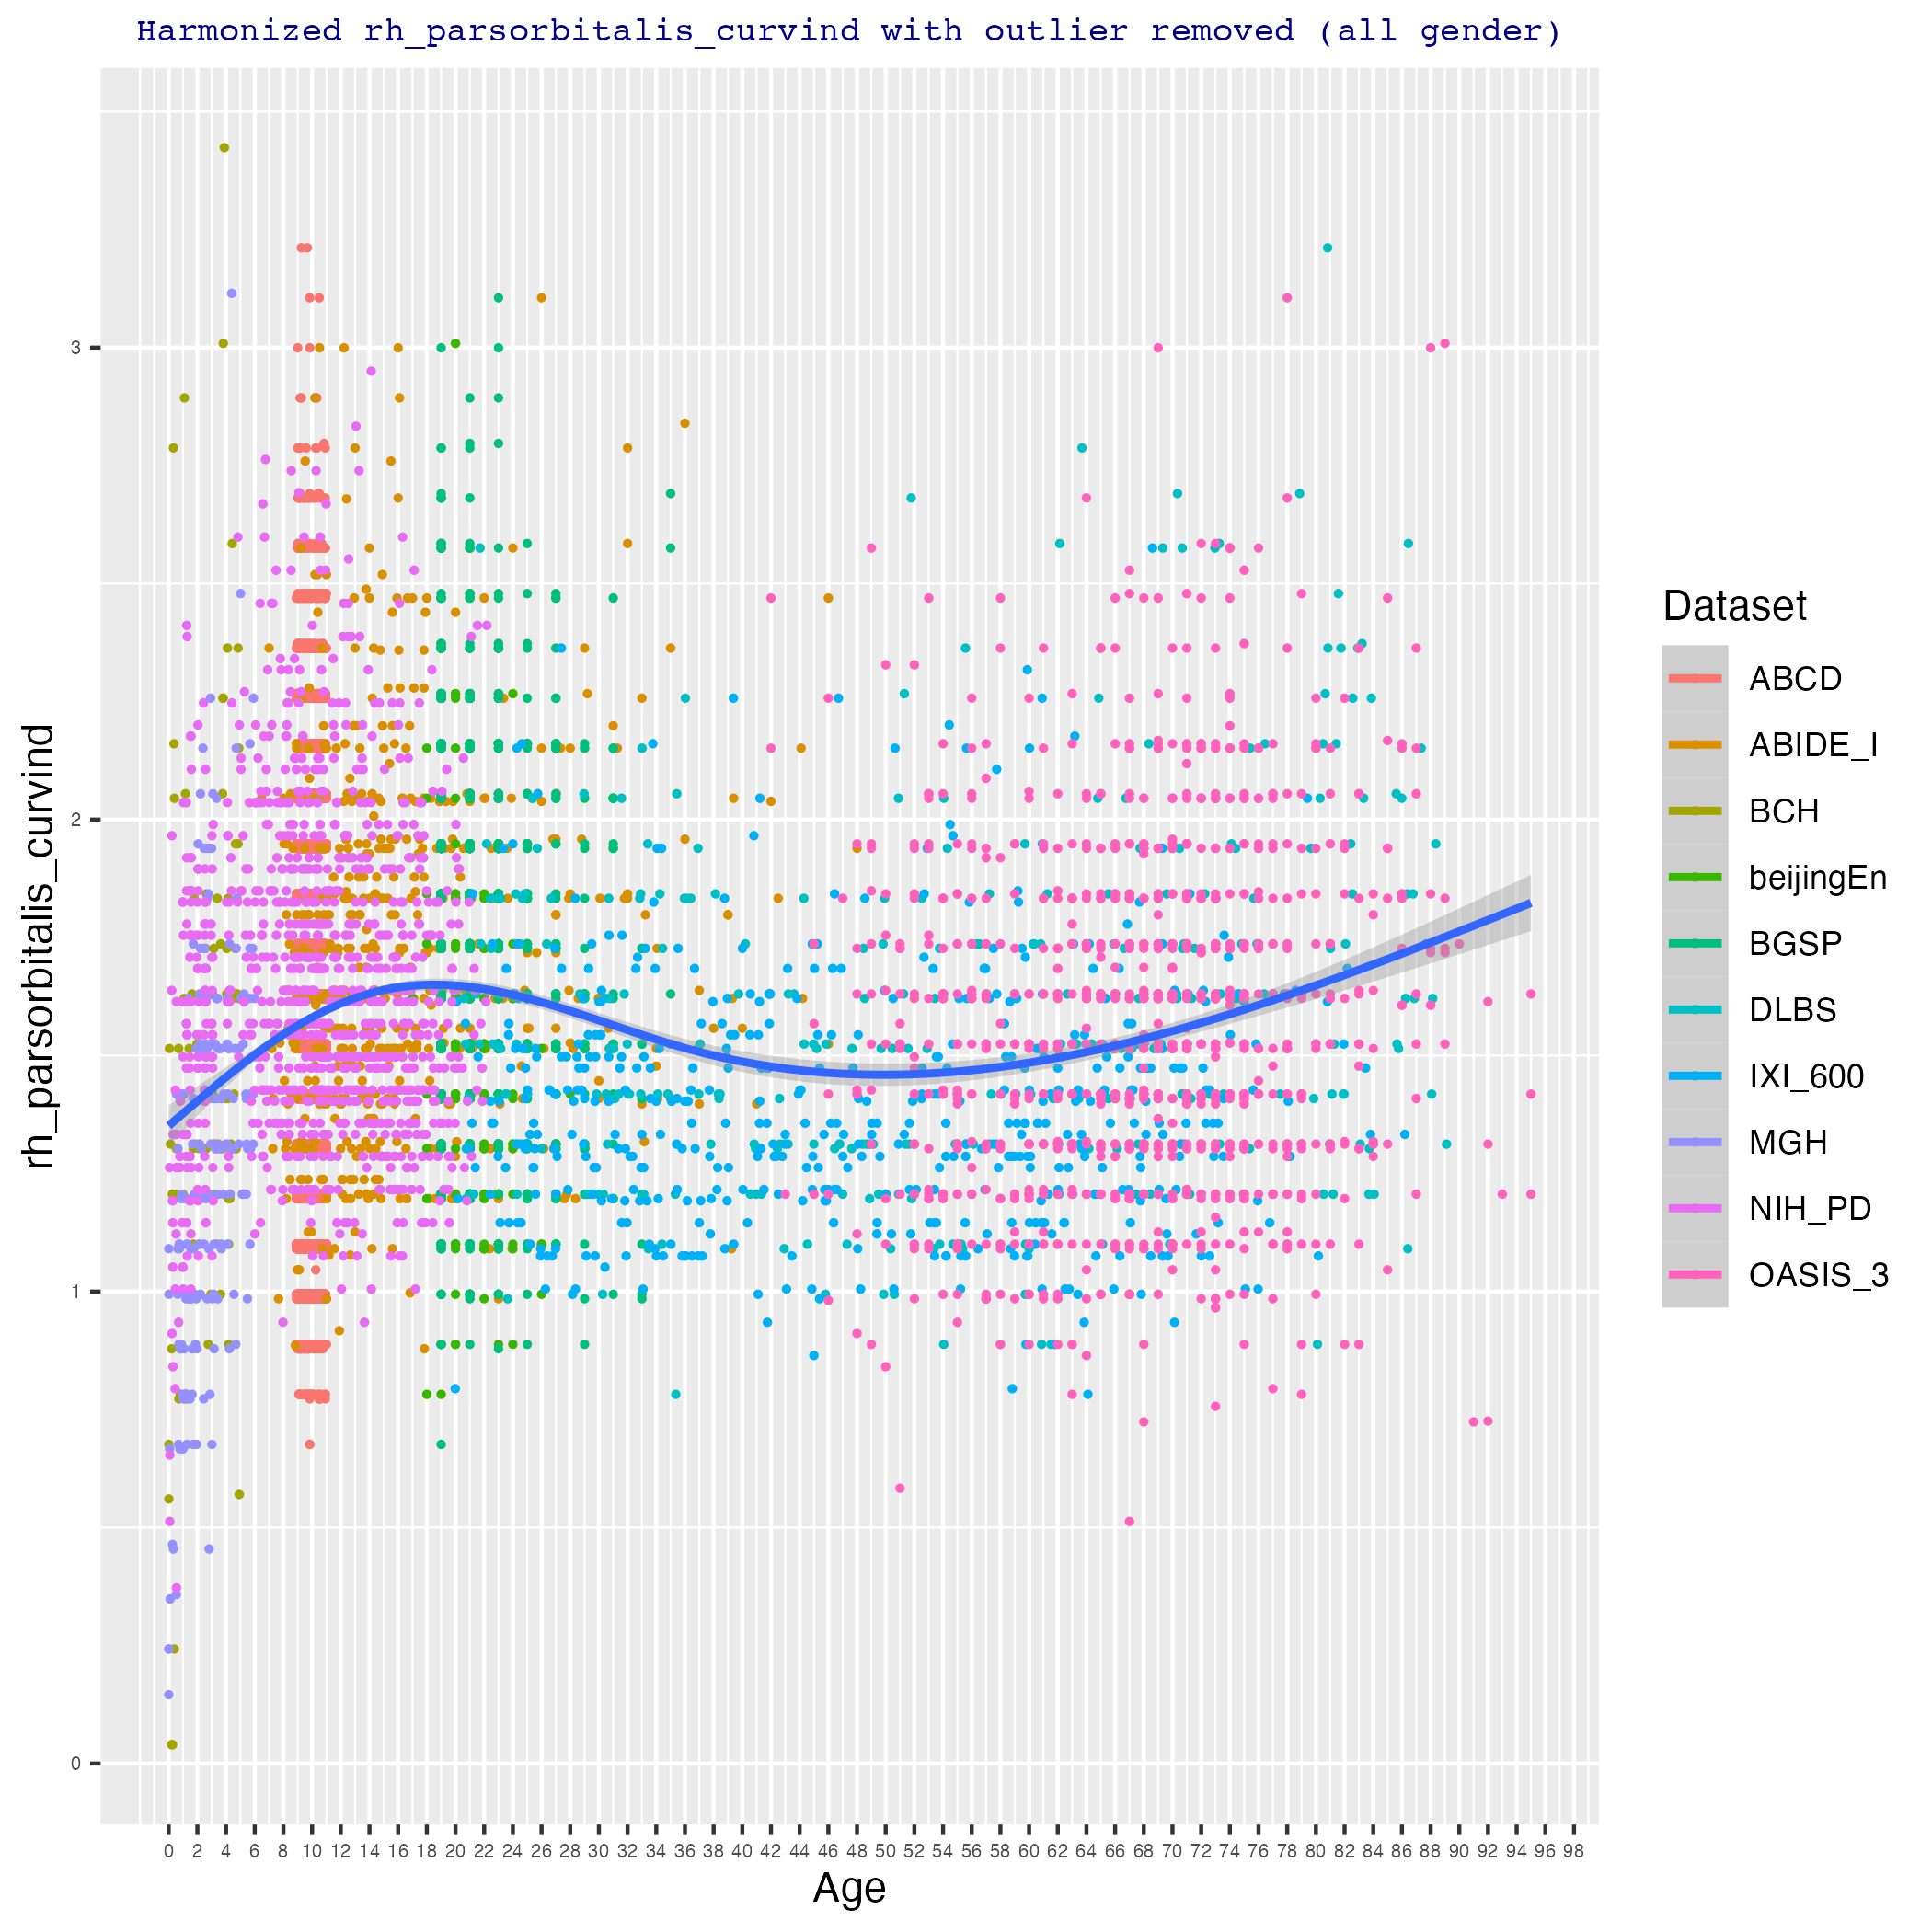 Harmonized rh_parsorbitalis_curvind with outlier removed (all gender)
rh_parsorbitalis_curvind
3
2
1
0
0 2 4 6 8 10 12 14 16 18 20 22 24 26 28 30 32 34 36 38 40 42 44 46 48 50 52 54 56 58 60 62 64 66 68 70 72 74 76 78 80 82 84 86 88 90 92 94 96 98
Age
Dataset
ABCD
ABIDE_I
BCH
beijingEn
BGSP
DLBS
IXI_600
MGH
NIH_PD
OASIS_3